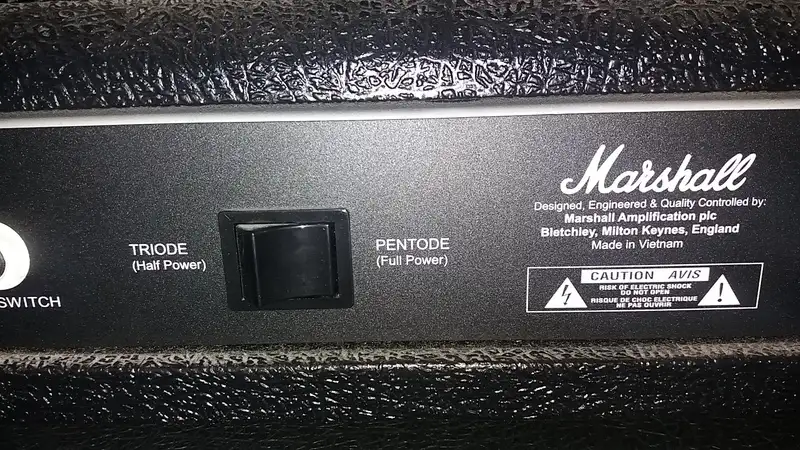 SWITCH
TRIODE
(Half Power)
PENTODE
(Full Power)
Marshall
Designed, Engineered & Quality Controlled by:
Marshall Amplification plc
Bletchley, Milton Keynes, England
Made in Vietnam
CAUTION AVIS
RISK OF ELECTRIC SHOCK
DO NOT OPEN
RISQUE DE CHOC ELECTRIQUE
NE PAS OUVRIR